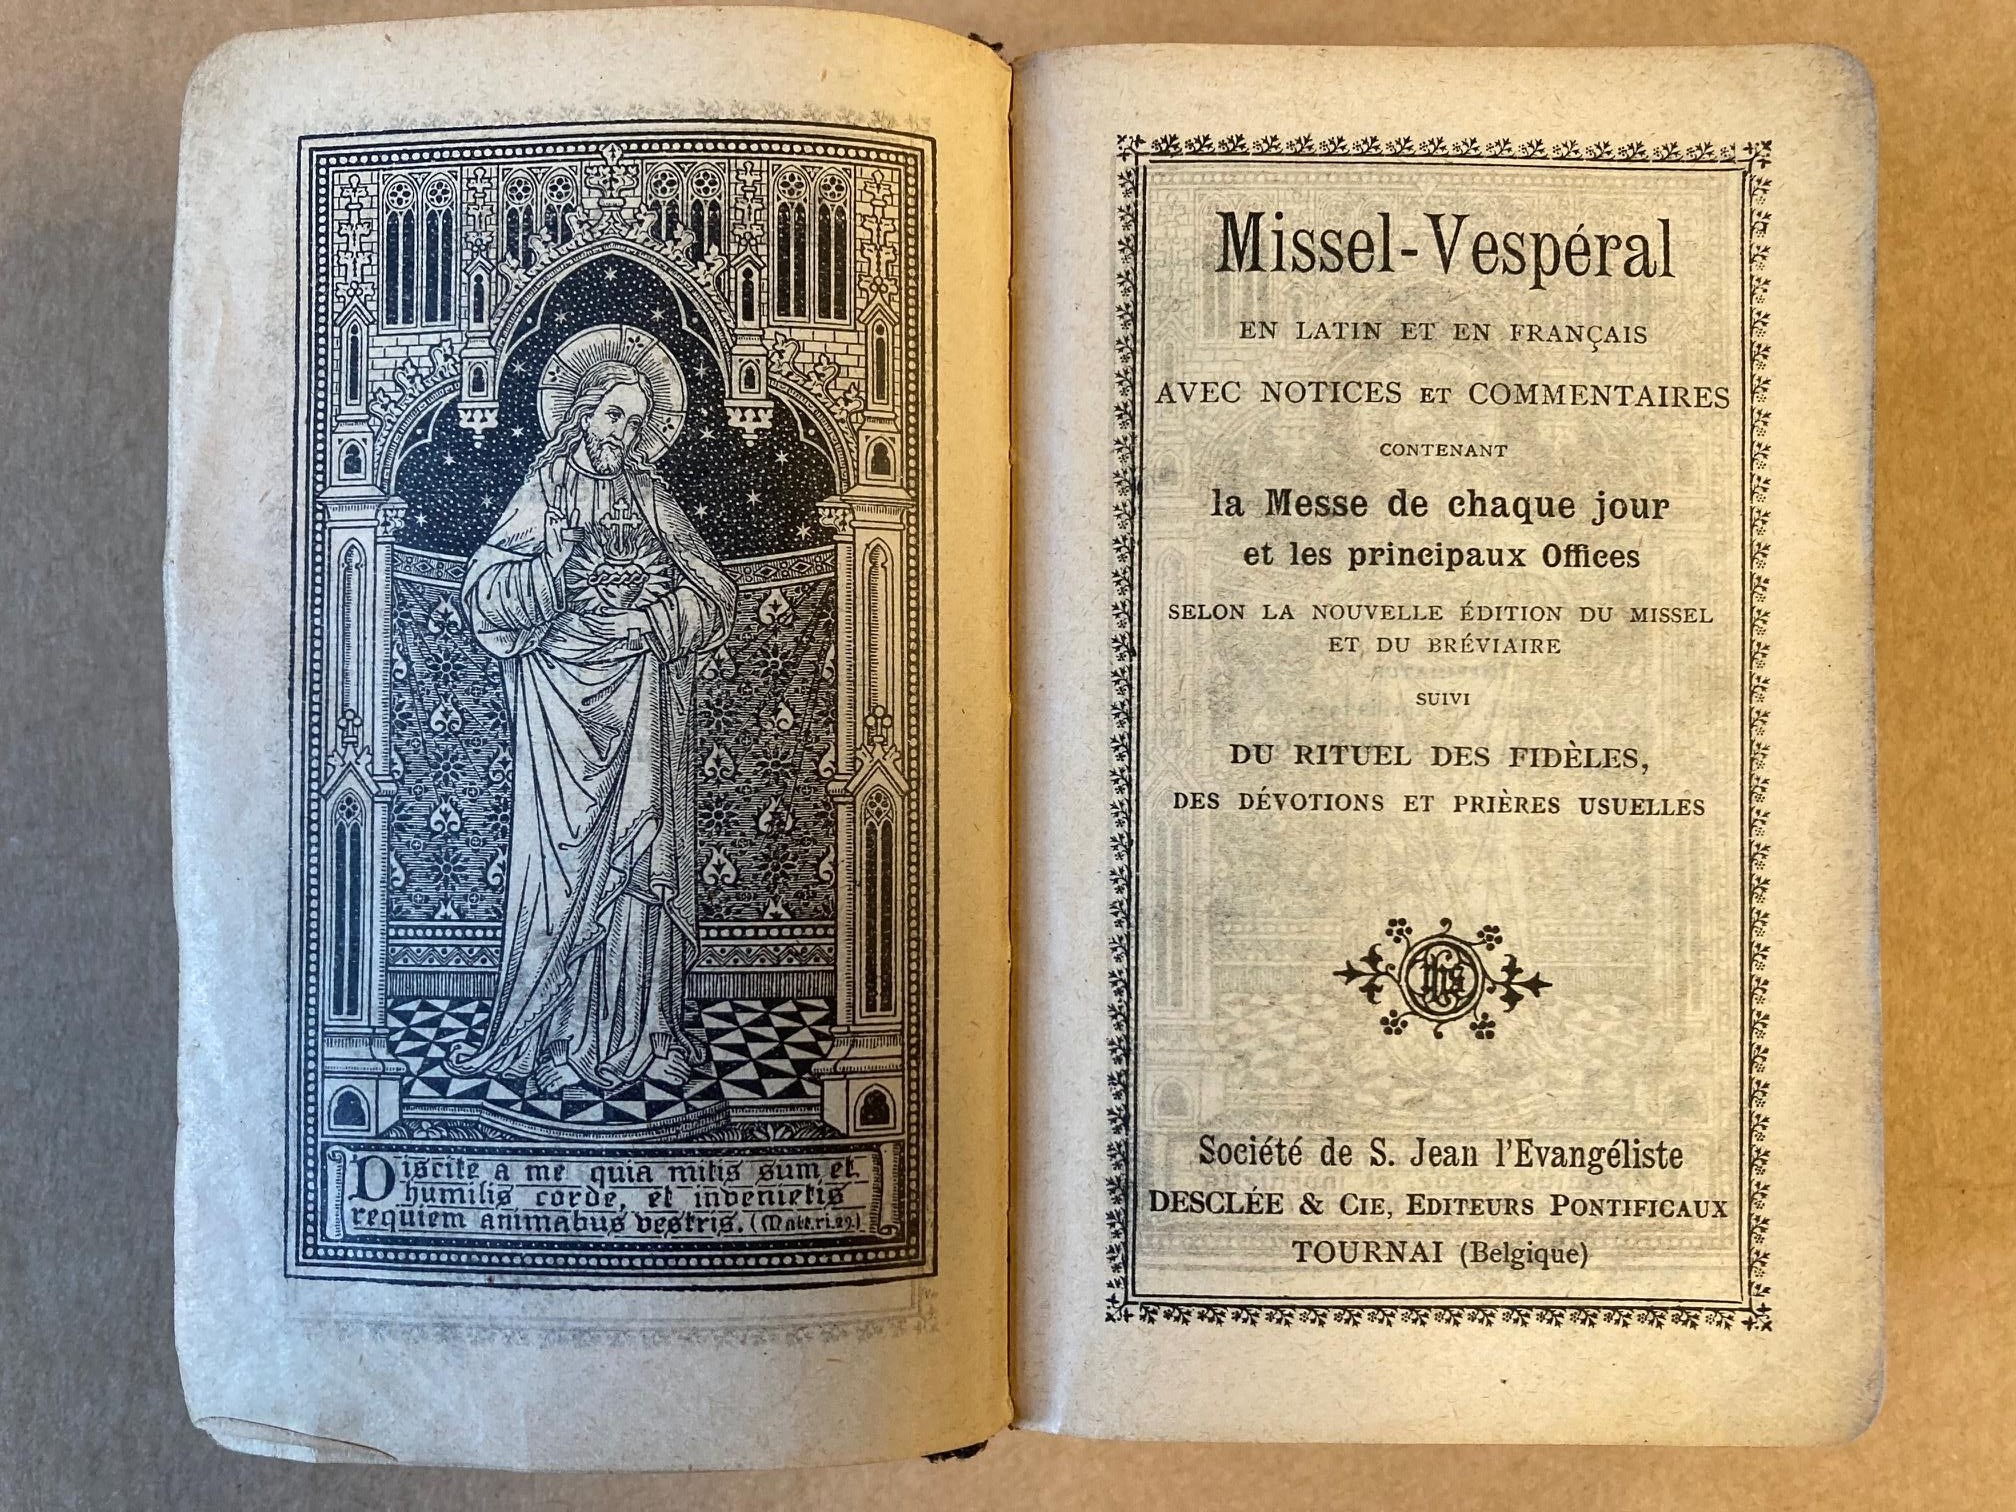 Discite a me quia mitis sum, et
humilis corde, et invenietis
requiem animabus vestris. (Matt. xi. 29.)
Missel-Vespéral
EN LATIN ET EN FRANÇAIS
AVEC NOTICES ET COMMENTAIRES
CONTENANT
la Messe de chaque jour
et les principaux Offices
SELON LA NOUVELLE ÉDITION DU MISSEL
ET DU BRÉVIAIRE
SUIVI
DU RITUEL DES FIDÈLES,
DES DÉVOTIONS ET PRIÈRES USUELLES
ihs
Société de S. Jean l'Evangéliste
DESCLÉE & CIE, EDITEURS PONTIFICAUX
TOURNAI (Belgique)